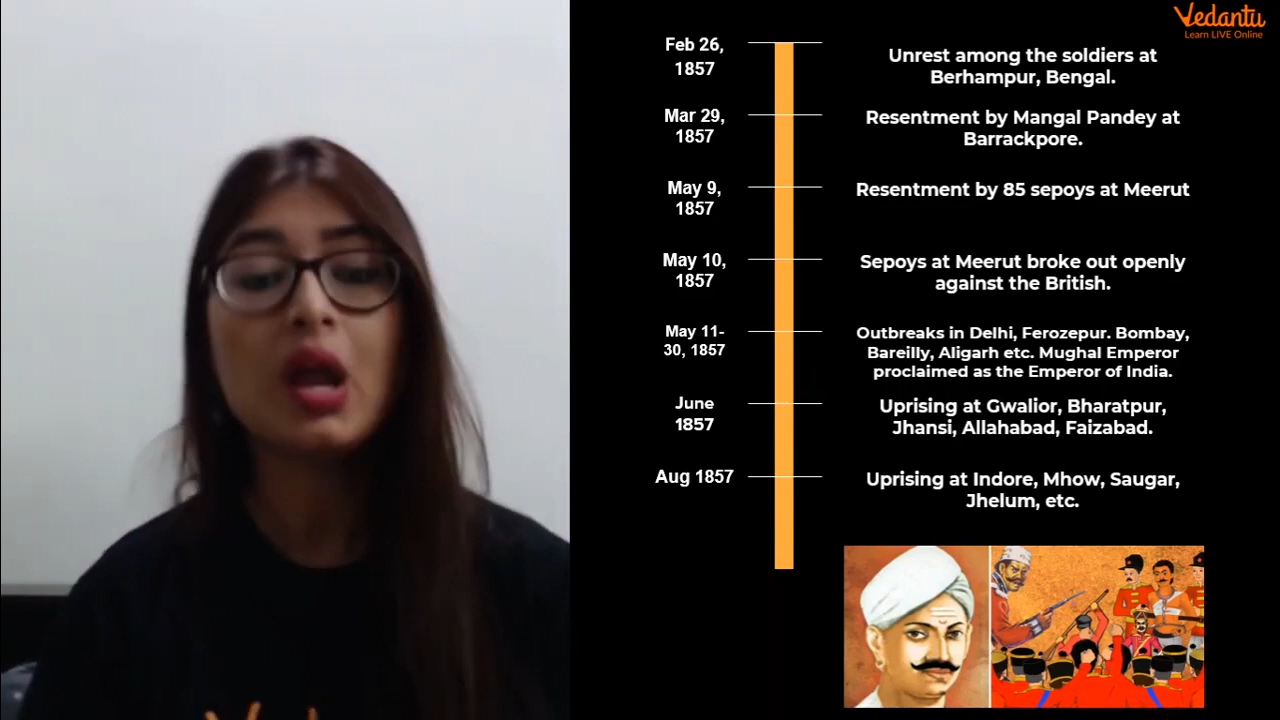 Vedantu
Learn LIVE Online
Feb 26,
1857
Unrest among the soldiers at
Berhampur, Bengal.
Mar 29,
1857
Resentment by Mangal Pandey at
Barrackpore.
May 9,
1857
Resentment by 85 sepoys at Meerut
May 10,
1857
Sepoys at Meerut broke out openly
against the British.
May 11-
30, 1857
Outbreaks in Delhi, Ferozepur. Bombay,
Bareilly, Aligarh etc. Mughal Emperor
proclaimed as the Emperor of India.
June
1857
Uprising at Gwalior, Bharatpur,
Jhansi, Allahabad, Faizabad.
Aug 1857
Uprising at Indore, Mhow, Saugar,
Jhelum, etc.